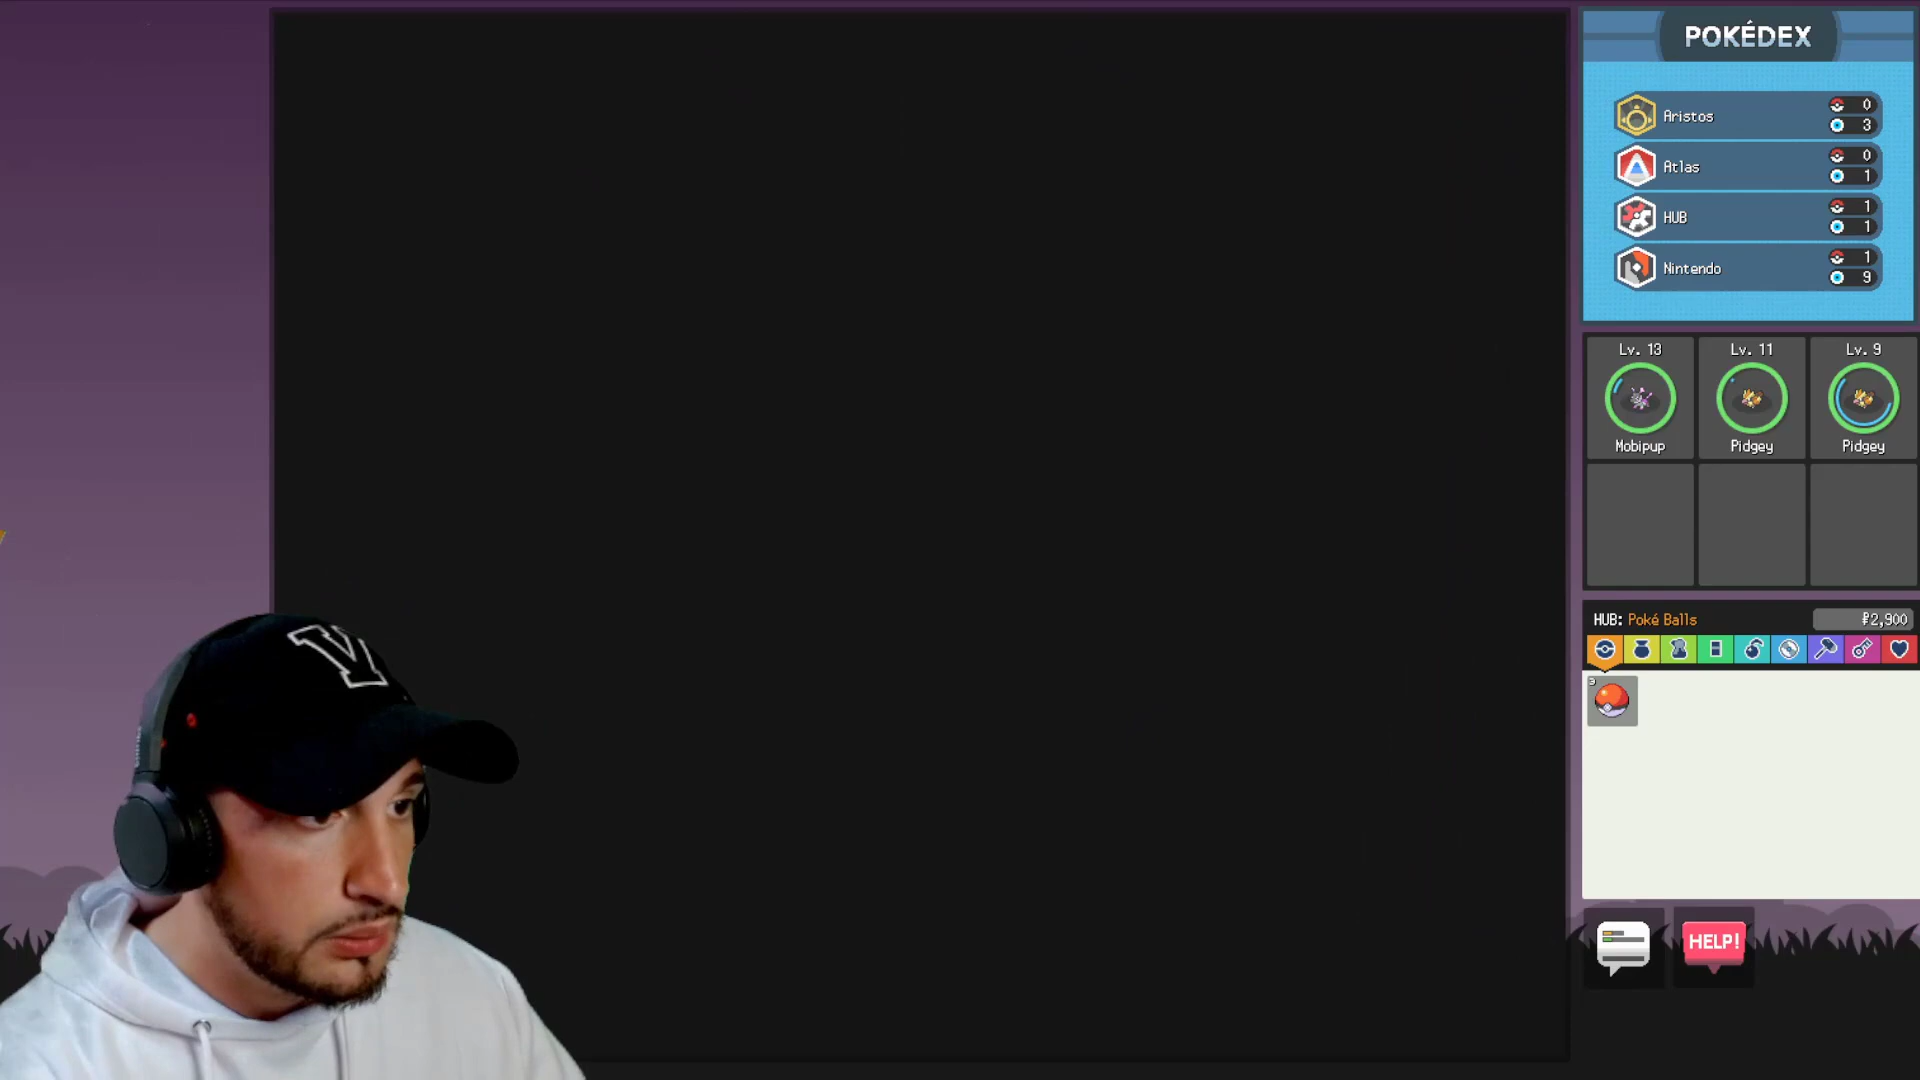 POKÉDEX
Aristos
0
3
Atlas
0
1
HUB
1
1
Nintendo
1
9
Lv. 13
Lv. 11
Lv. 9
Mobipup
Pidgey
Pidgey
HUB: Poké Balls
₽2,900
3
HELP!
V